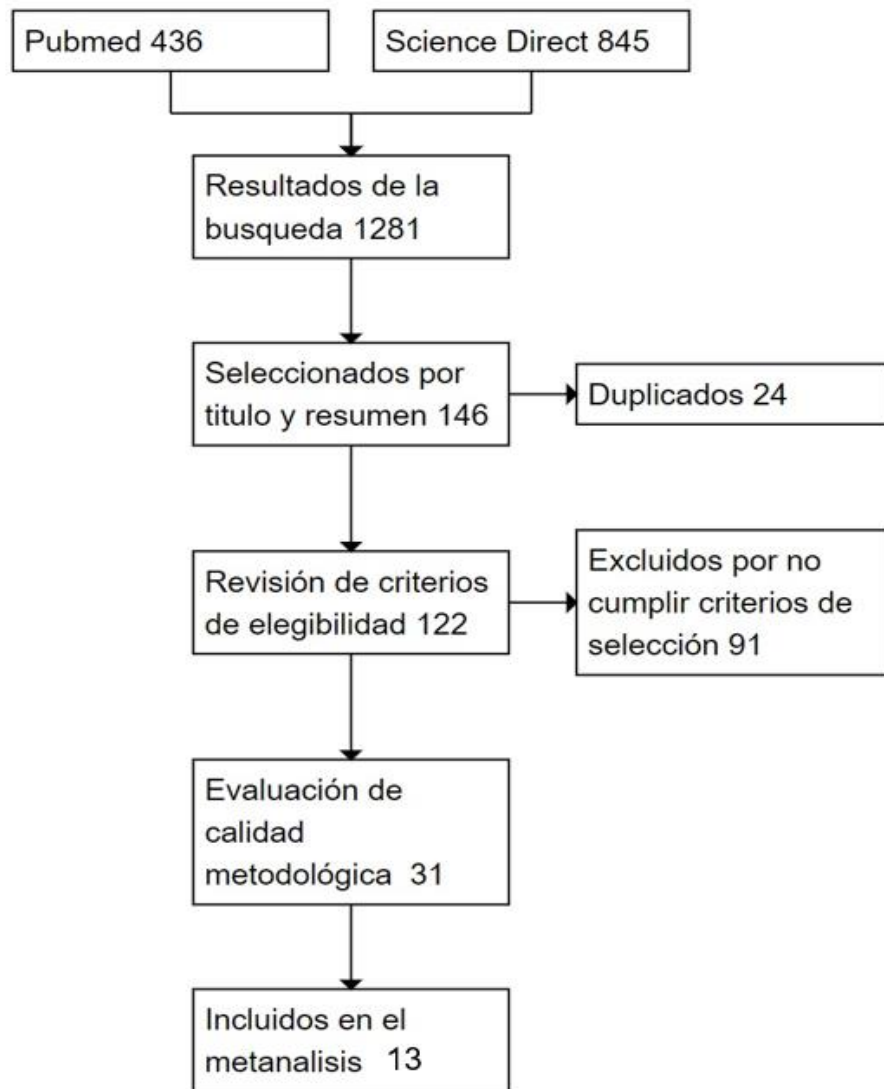 Pubmed 436
Science Direct 845
Resultados de la
busqueda 1281
Seleccionados por
titulo y resumen 146
Duplicados 24
Revisión de criterios
de elegibilidad 122
Excluidos por no
cumplir criterios de
selección 91
Evaluación de
calidad
metodológica 31
Incluidos en el
metanalisis 13